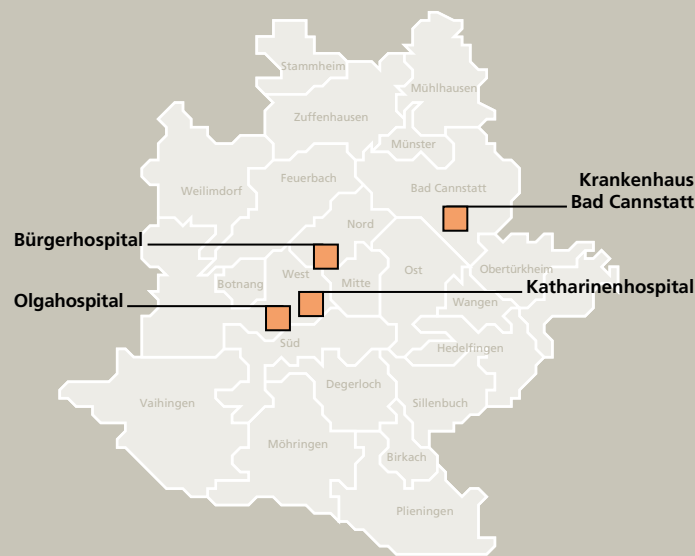 Stammheim
Mühlhausen
Zuffenhausen
Münster
Feuerbach
Weilimdorf
Bad Cannstatt
Krankenhaus
Bad Cannstatt
Nord
Bürgerhospital
West
Mitte
Ost
Obertürkheim
Botnang
Katharinenhospital
Olgahospital
Wangen
Süd
Hedelfingen
Degerloch
Vaihingen
Sillenbuch
Möhringen
Birkach
Plieningen